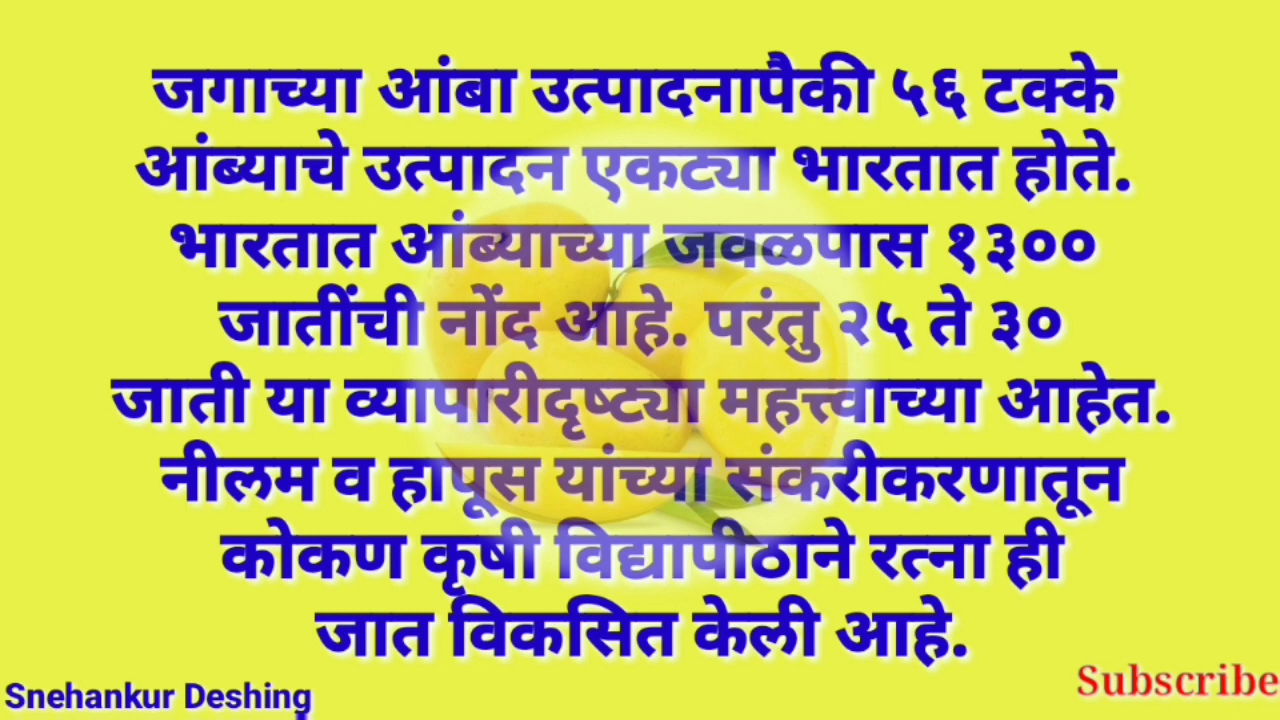 जगाच्या आंबा उत्पादनापैकी ५६ टक्के
आंब्याचे उत्पादन एकट्या भारतात होते.
भारतात आंब्याच्या जवळपास १३००
जातींची नोंद आहे. परंतु २५ ते ३०
जाती या व्यापारीदृष्ट्या महत्त्वाच्या आहेत.
नीलम व हापूस यांच्या संकरीकरणातून
कोकण कृषी विद्यापीठाने रत्ना ही
जात विकसित केली आहे.
Snehankur Deshing
Subscribe